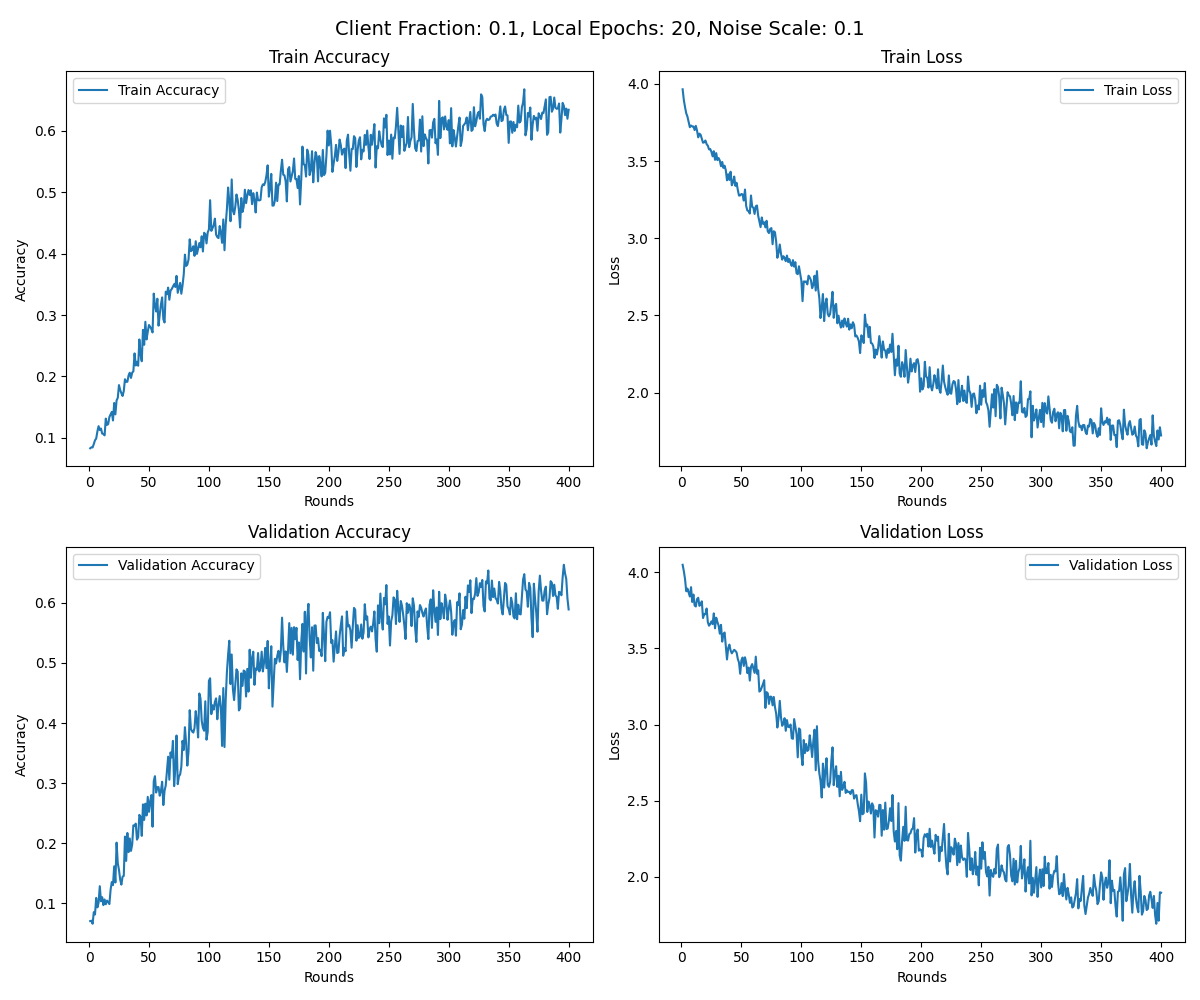 Client Fraction: 0.1, Local Epochs: 20, Noise Scale: 0.1
Train Accuracy
Train Accuracy
Accuracy
0.6
0.5
0.4
0.3
0.2
0.1
0 50 100 150 200 250 300 350 400
Rounds
Train Loss
Train Loss
Loss
4.0
3.5
3.0
2.5
2.0
0 50 100 150 200 250 300 350 400
Rounds
Validation Accuracy
Validation Accuracy
Accuracy
0.6
0.5
0.4
0.3
0.2
0.1
0 50 100 150 200 250 300 350 400
Rounds
Validation Loss
Validation Loss
Loss
4.0
3.5
3.0
2.5
2.0
0 50 100 150 200 250 300 350 400
Rounds